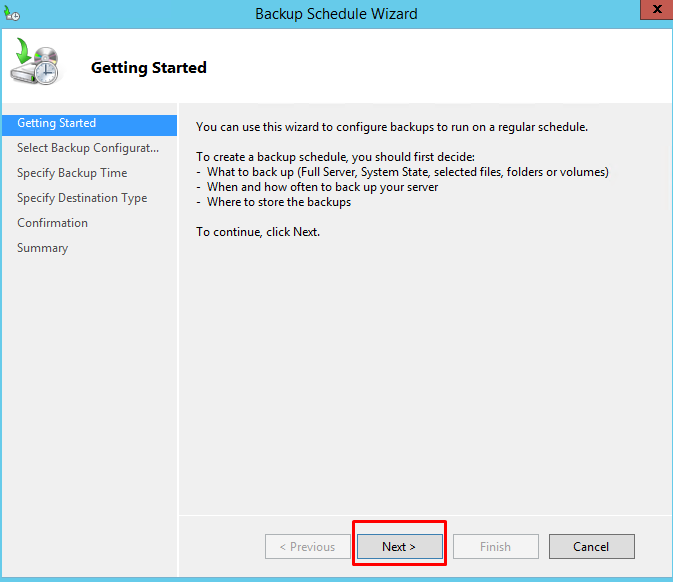 Backup Schedule Wizard
x
Getting Started
Getting Started
Select Backup Configurat...
Specify Backup Time
Specify Destination Type
Confirmation
Summary
You can use this wizard to configure backups to run on a regular schedule.
To create a backup schedule, you should first decide:
- What to back up (Full Server, System State, selected files, folders or volumes)
- When and how often to back up your server
- Where to store the backups
To continue, click Next.
< Previous
Next >
Finish
Cancel